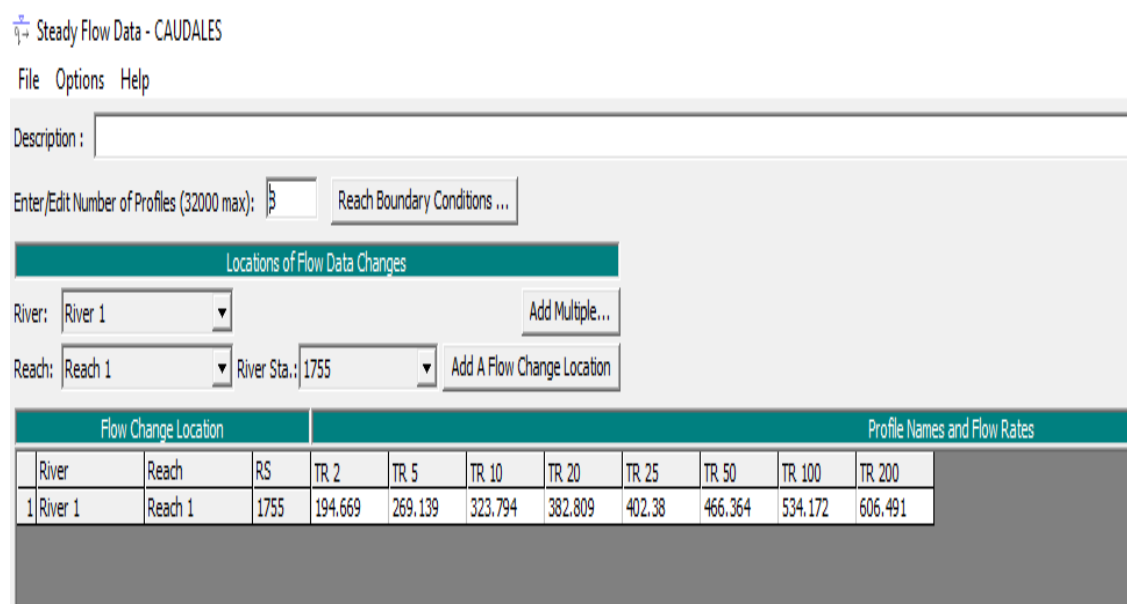 Steady Flow Data - CAUDALES
File Options Help
Description :
Enter/Edit Number of Profiles (32000 max): Reach Boundary Conditions ...
Locations of Flow Data Changes
River: River 1 Add Multiple...
Reach: Reach 1 River Sta.: 1755 Add A Flow Change Location
Flow Change Location Profile Names and Flow Rates
River Reach RS TR 2 TR 5 TR 10 TR 20 TR 25 TR 50 TR 100 TR 200
1 River 1 Reach 1 1755 194.669 269.139 323.794 382.809 402.38 466.364 534.172 606.491